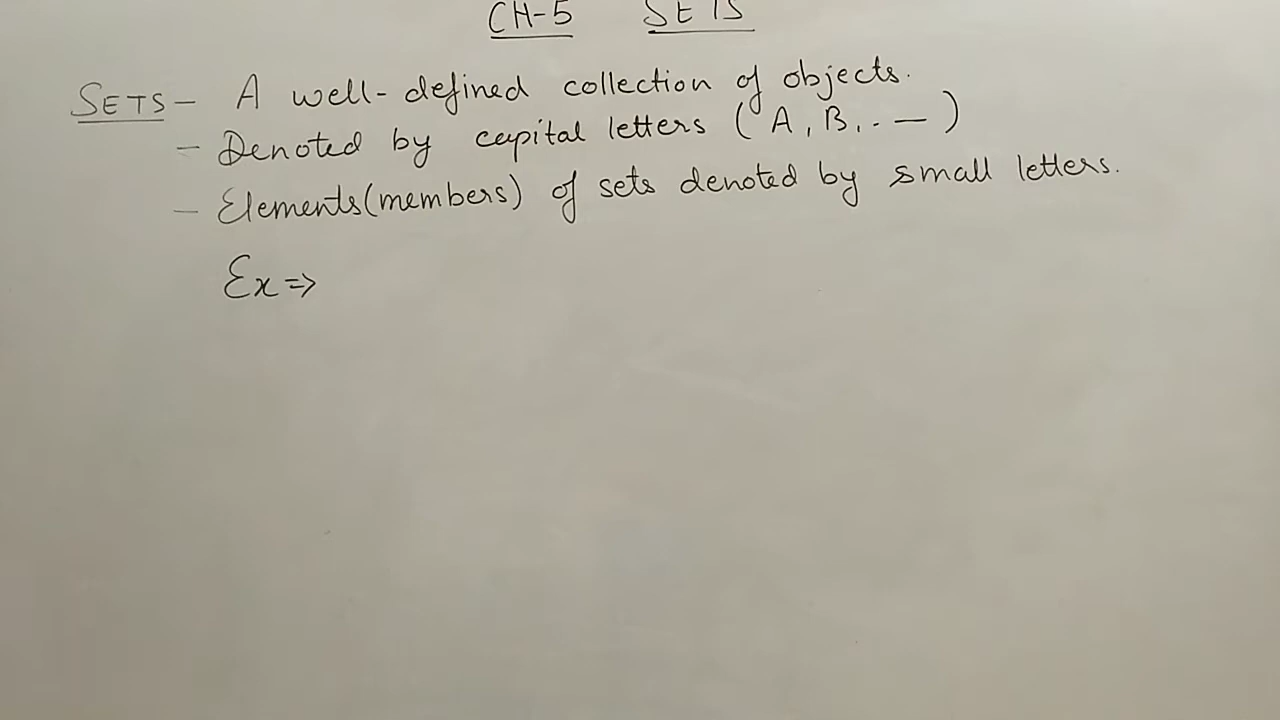 CH-5 SETS
SETS - A well-defined collection of objects.
- Denoted by capital letters (A, B, . —)
- Elements(members) of sets denoted by small letters.
Ex ⇒